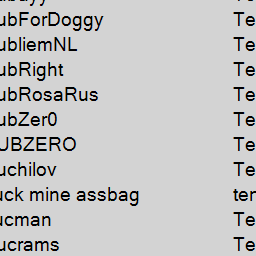 ubForDoggy Te
ubliemNL Te
ubRight Te
ubRosaRus Te
ubZer0 Te
UBZERO Te
uchilov Te
uck mine assbag ter
ucman Te
ucrams Te